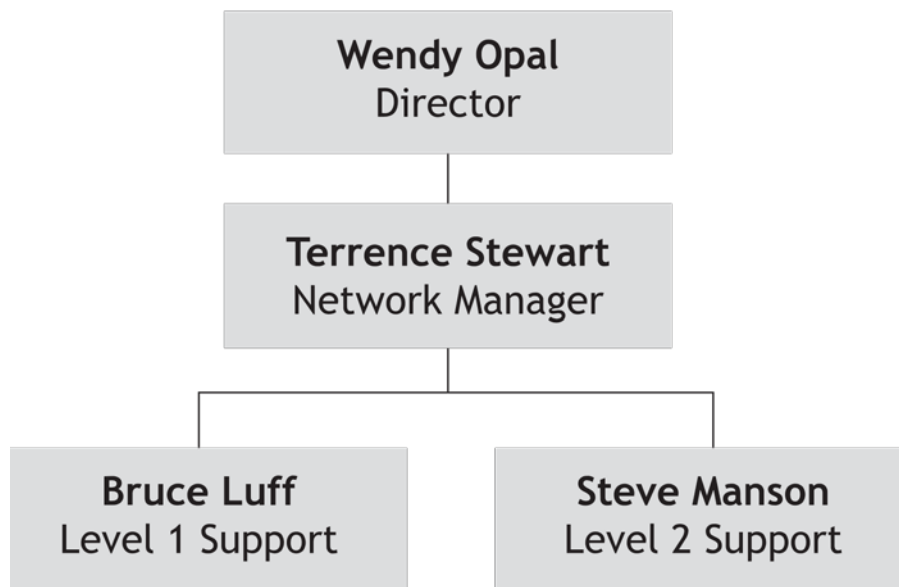 Wendy Opal
Director
Terrence Stewart
Network Manager
Bruce Luff
Level 1 Support
Steve Manson
Level 2 Support